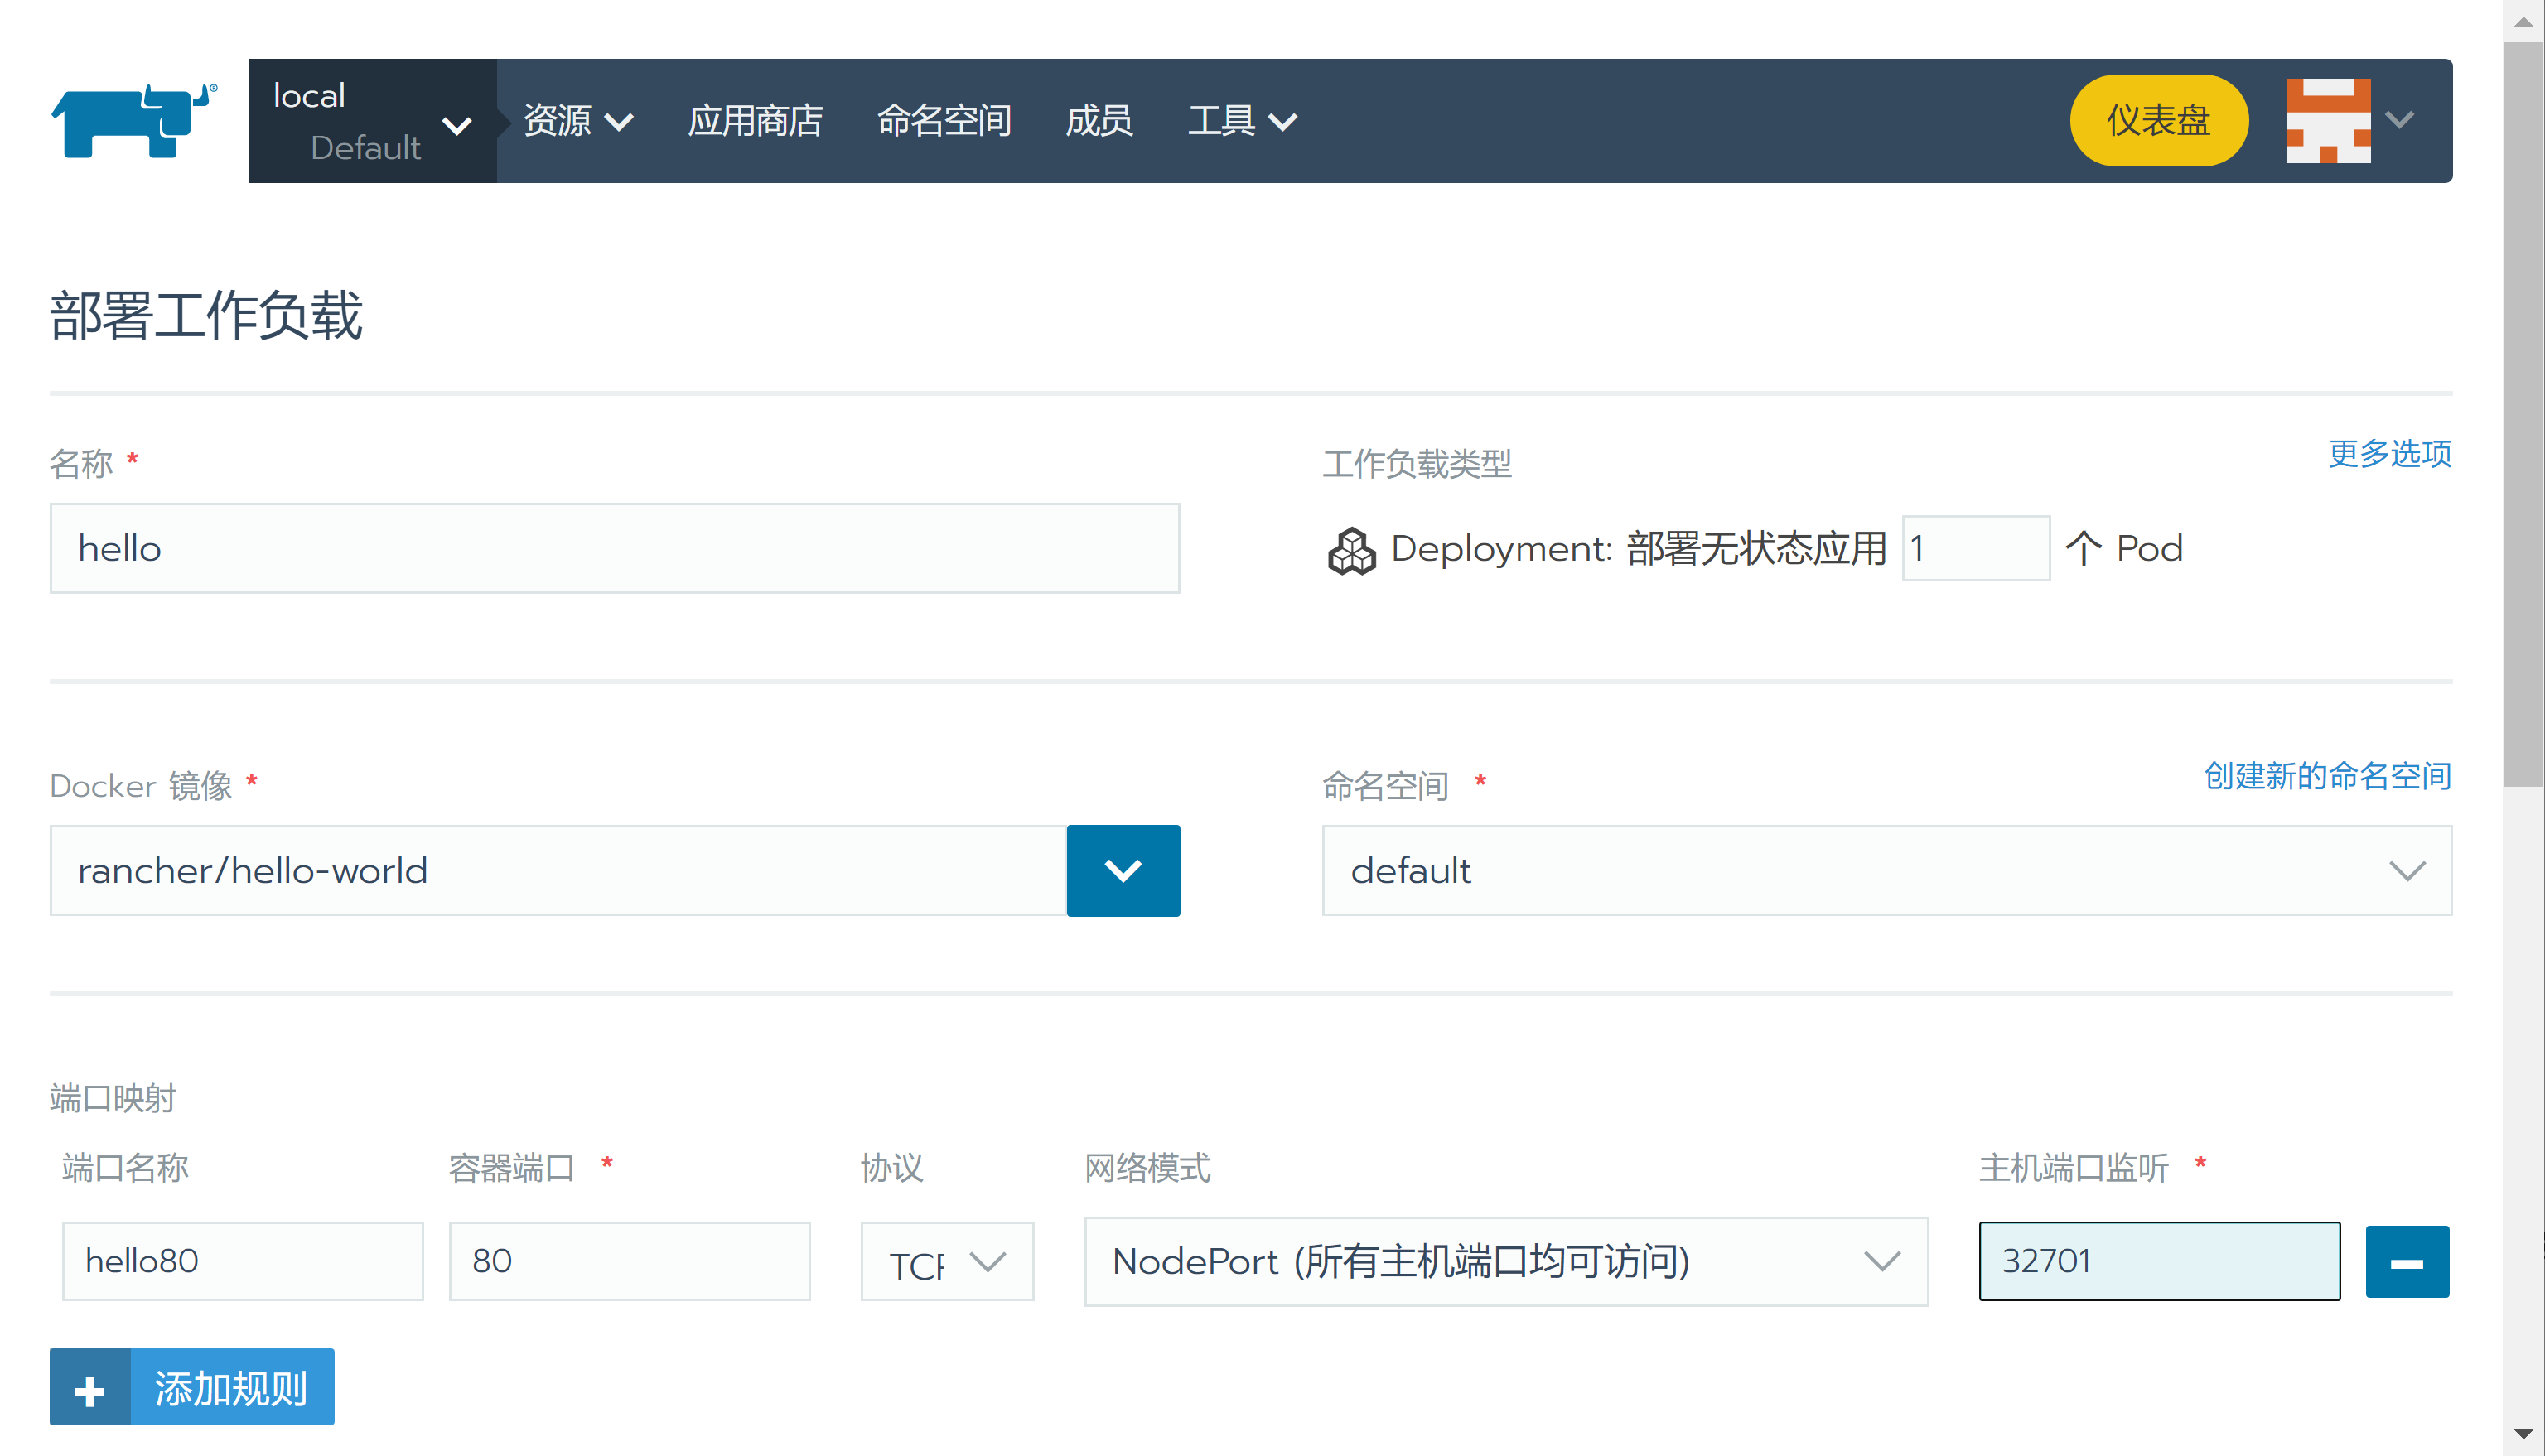 local
Default
资源 应用商店 命名空间 成员 工具 仪表盘
部署工作负载
名称 *
hello
工作负载类型 更多选项
Deployment: 部署无状态应用 1 个 Pod
Docker 镜像 *
rancher/hello-world
命名空间 * 创建新的命名空间
default
端口映射
端口名称 容器端口 * 协议 网络模式 主机端口监听 *
hello80 80 TCP NodePort (所有主机端口均可访问) 32701
添加规则